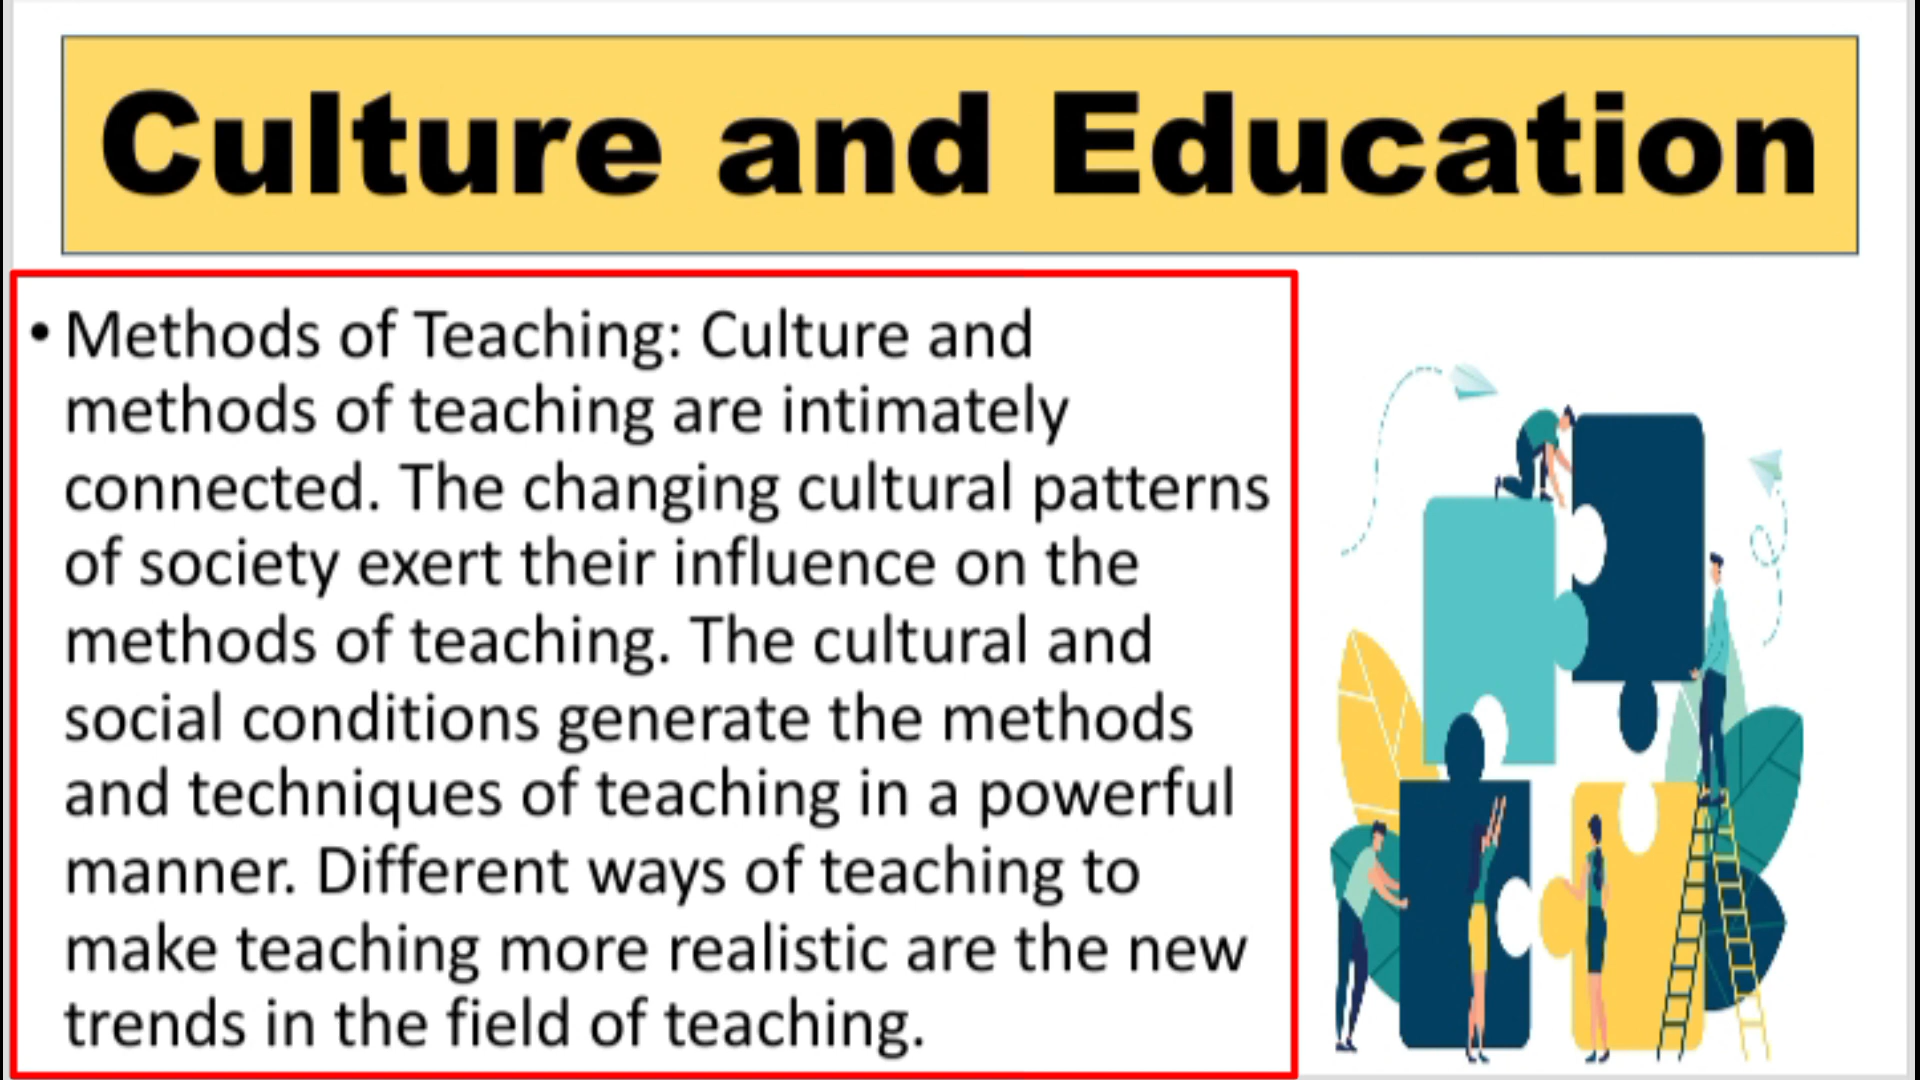 Culture and Education
• Methods of Teaching: Culture and
methods of teaching are intimately
connected. The changing cultural patterns
of society exert their influence on the
methods of teaching. The cultural and
social conditions generate the methods
and techniques of teaching in a powerful
manner. Different ways of teaching to
make teaching more realistic are the new
trends in the field of teaching.